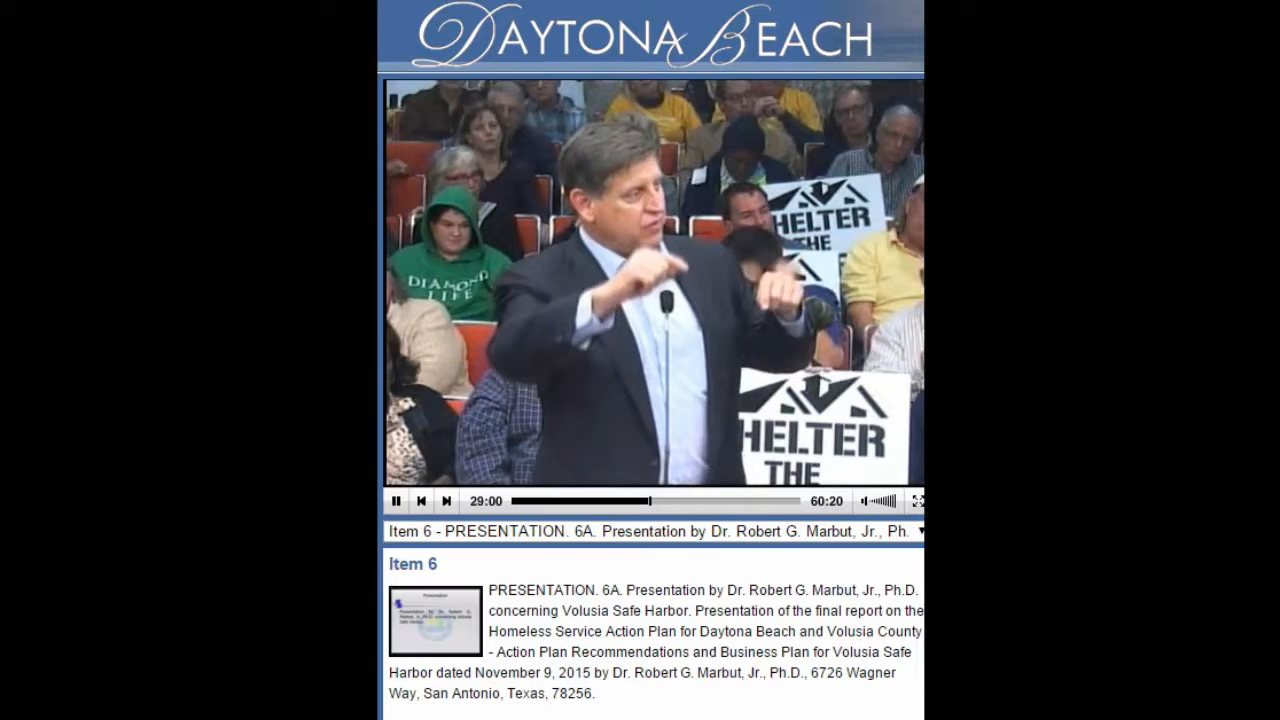 DAYTONA BEACH
HELTER
THE
DIAMOND
LIFE
HELTER
THE
29:00
60:20
Item 6 - PRESENTATION. 6A. Presentation by Dr. Robert G. Marbut, Jr., Ph.
Item 6
PRESENTATION. 6A. Presentation by Dr. Robert G. Marbut, Jr., Ph.D.
concerning Volusia Safe Harbor. Presentation of the final report on the
Homeless Service Action Plan for Daytona Beach and Volusia County
- Action Plan Recommendations and Business Plan for Volusia Safe
Harbor dated November 9, 2015 by Dr. Robert G. Marbut, Jr., Ph.D., 6726 Wagner
Way, San Antonio, Texas, 78256.
Presentation